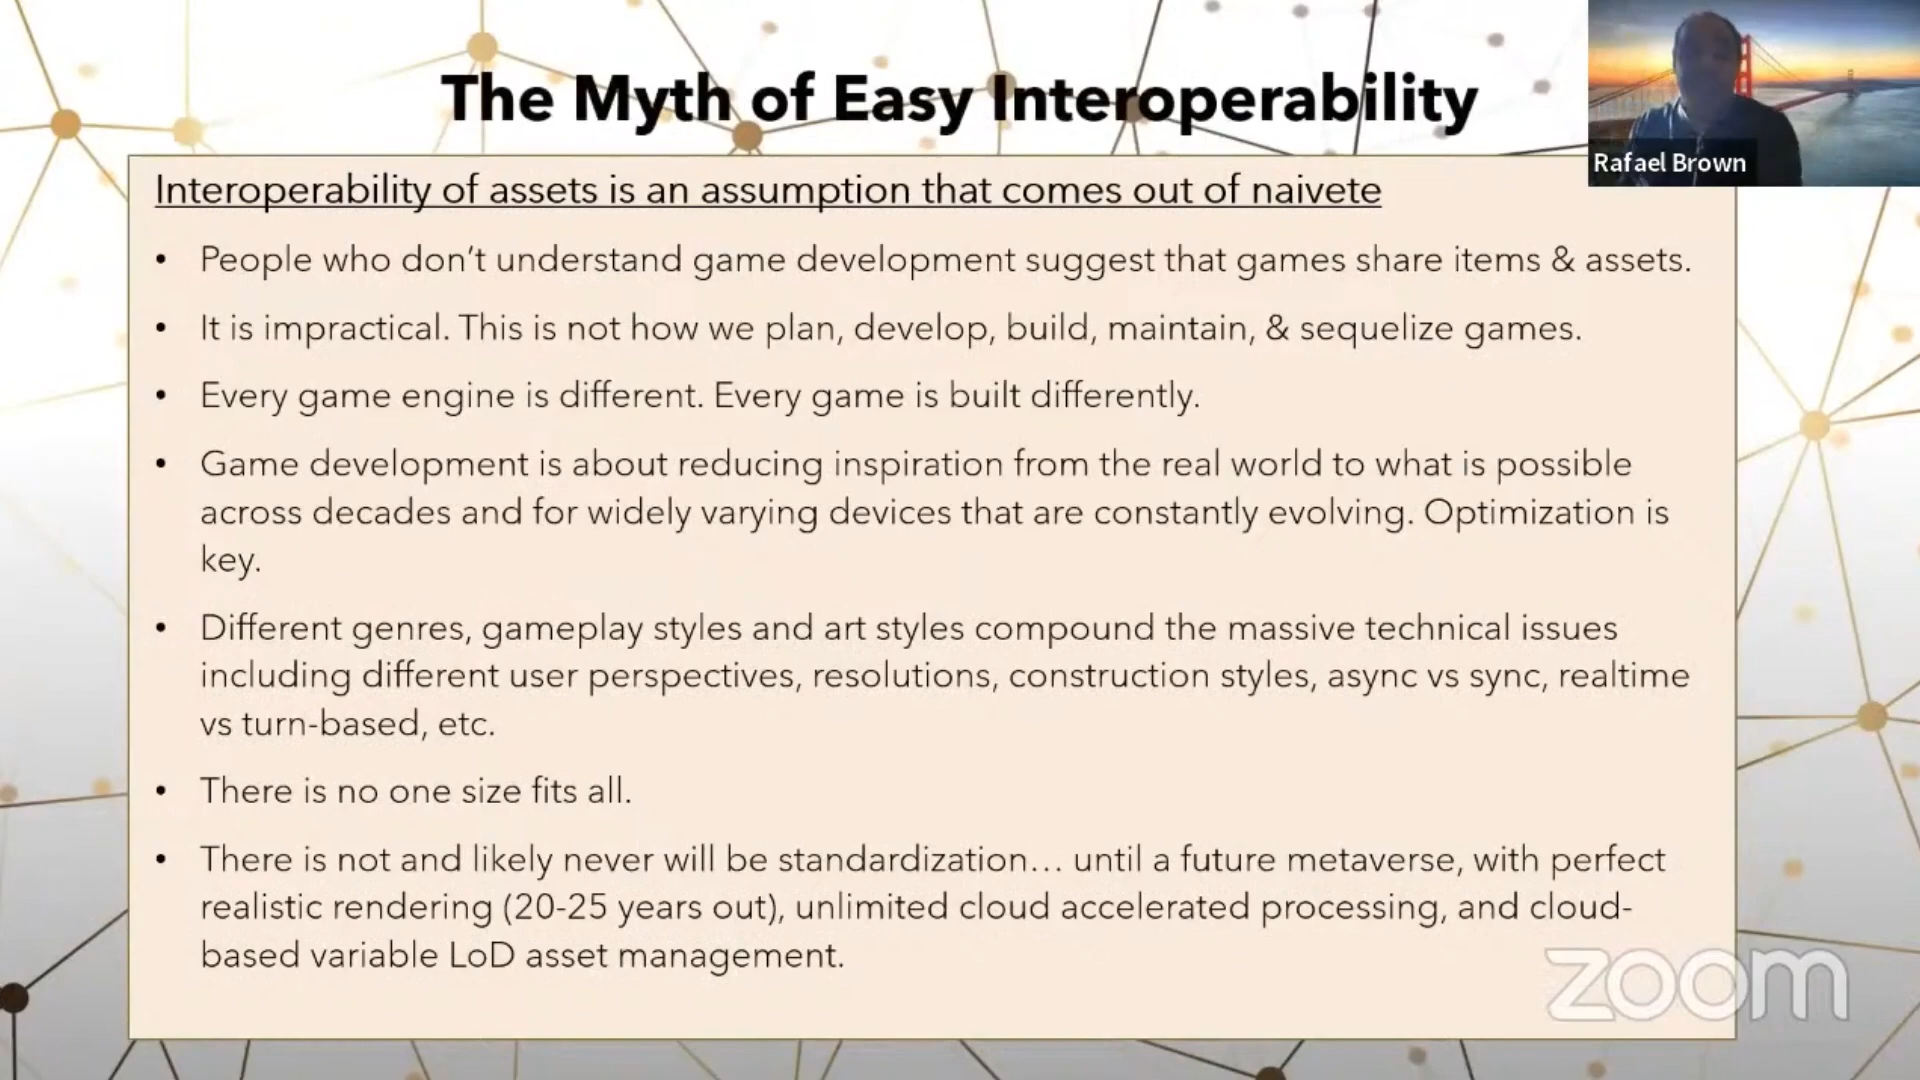 The Myth of Easy Interoperability
Rafael Brown
Interoperability of assets is an assumption that comes out of naivete
• People who don’t understand game development suggest that games share items & assets.
• It is impractical. This is not how we plan, develop, build, maintain, & sequelize games.
• Every game engine is different. Every game is built differently.
• Game development is about reducing inspiration from the real world to what is possible
across decades and for widely varying devices that are constantly evolving. Optimization is
key.
• Different genres, gameplay styles and art styles compound the massive technical issues
including different user perspectives, resolutions, construction styles, async vs sync, realtime
vs turn-based, etc.
• There is no one size fits all.
• There is not and likely never will be standardization… until a future metaverse, with perfect
realistic rendering (20-25 years out), unlimited cloud accelerated processing, and cloud-
based variable LoD asset management.
zoom